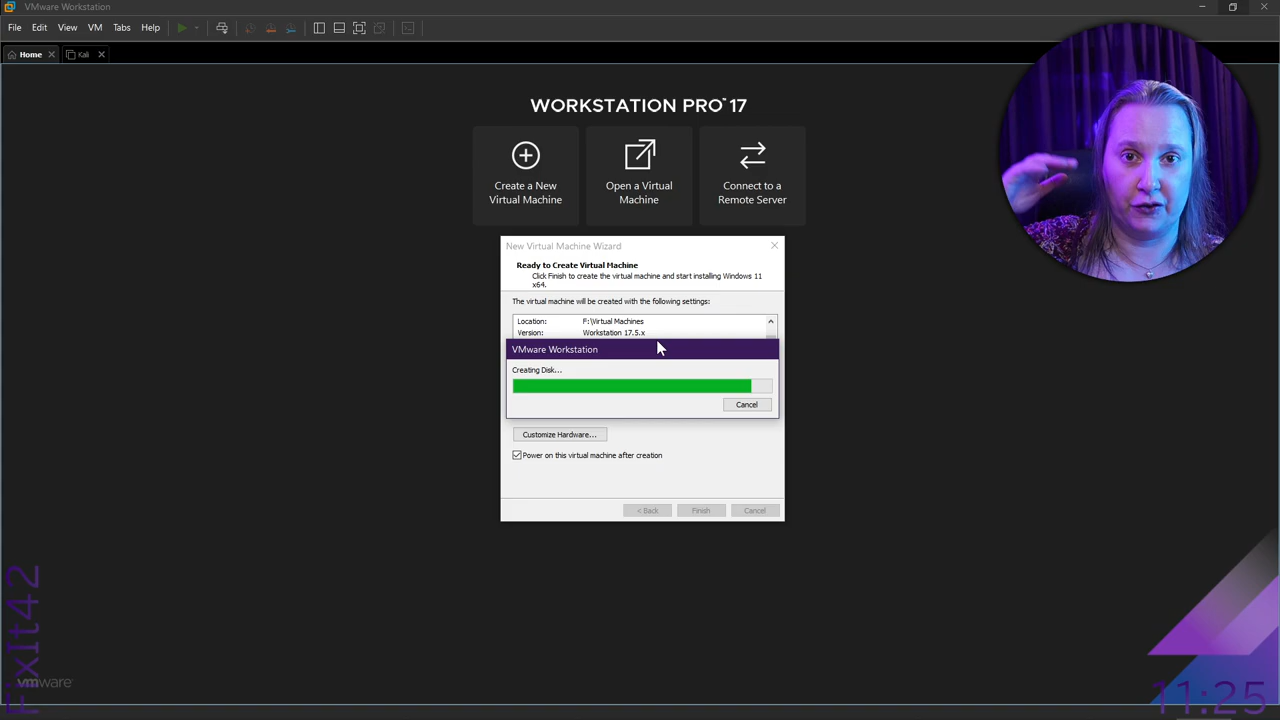 VMware Workstation
File Edit View VM Tabs Help
Home Kali
WORKSTATION PRO™ 17
Create a New
Virtual Machine
Open a Virtual
Machine
Connect to a
Remote Server
New Virtual Machine Wizard
Ready to Create Virtual Machine
Click Finish to create the virtual machine and start installing Windows 11
x64.
The virtual machine will be created with the following settings:
Location: F:\Virtual Machines
Version: Workstation 17.5.x
VMware Workstation
Creating Disk...
Cancel
Customize Hardware...
Power on this virtual machine after creation
< Back Finish Cancel
FixIt42
vmware
11:25